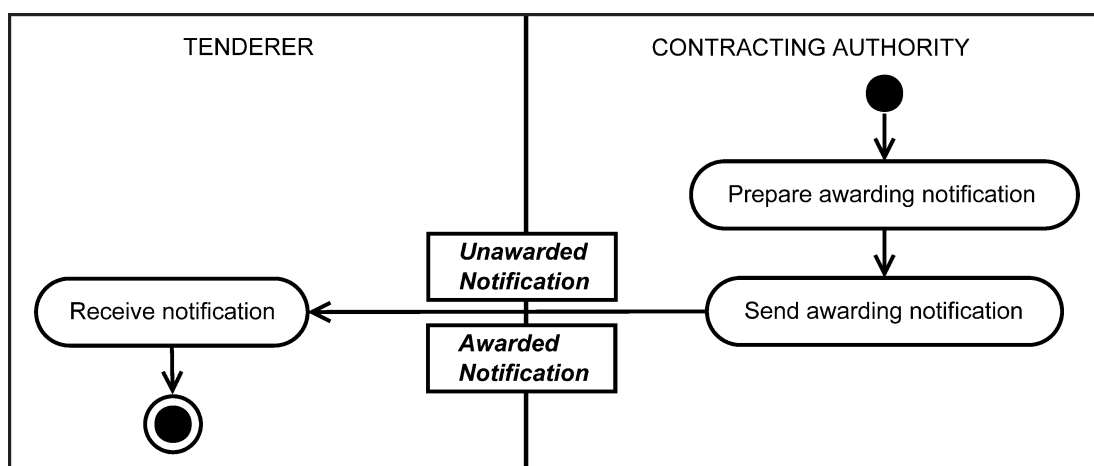 TENDERER
CONTRACTING AUTHORITY
Prepare awarding notification
Unawarded
Notification
Receive notification
Send awarding notification
Awarded
Notification